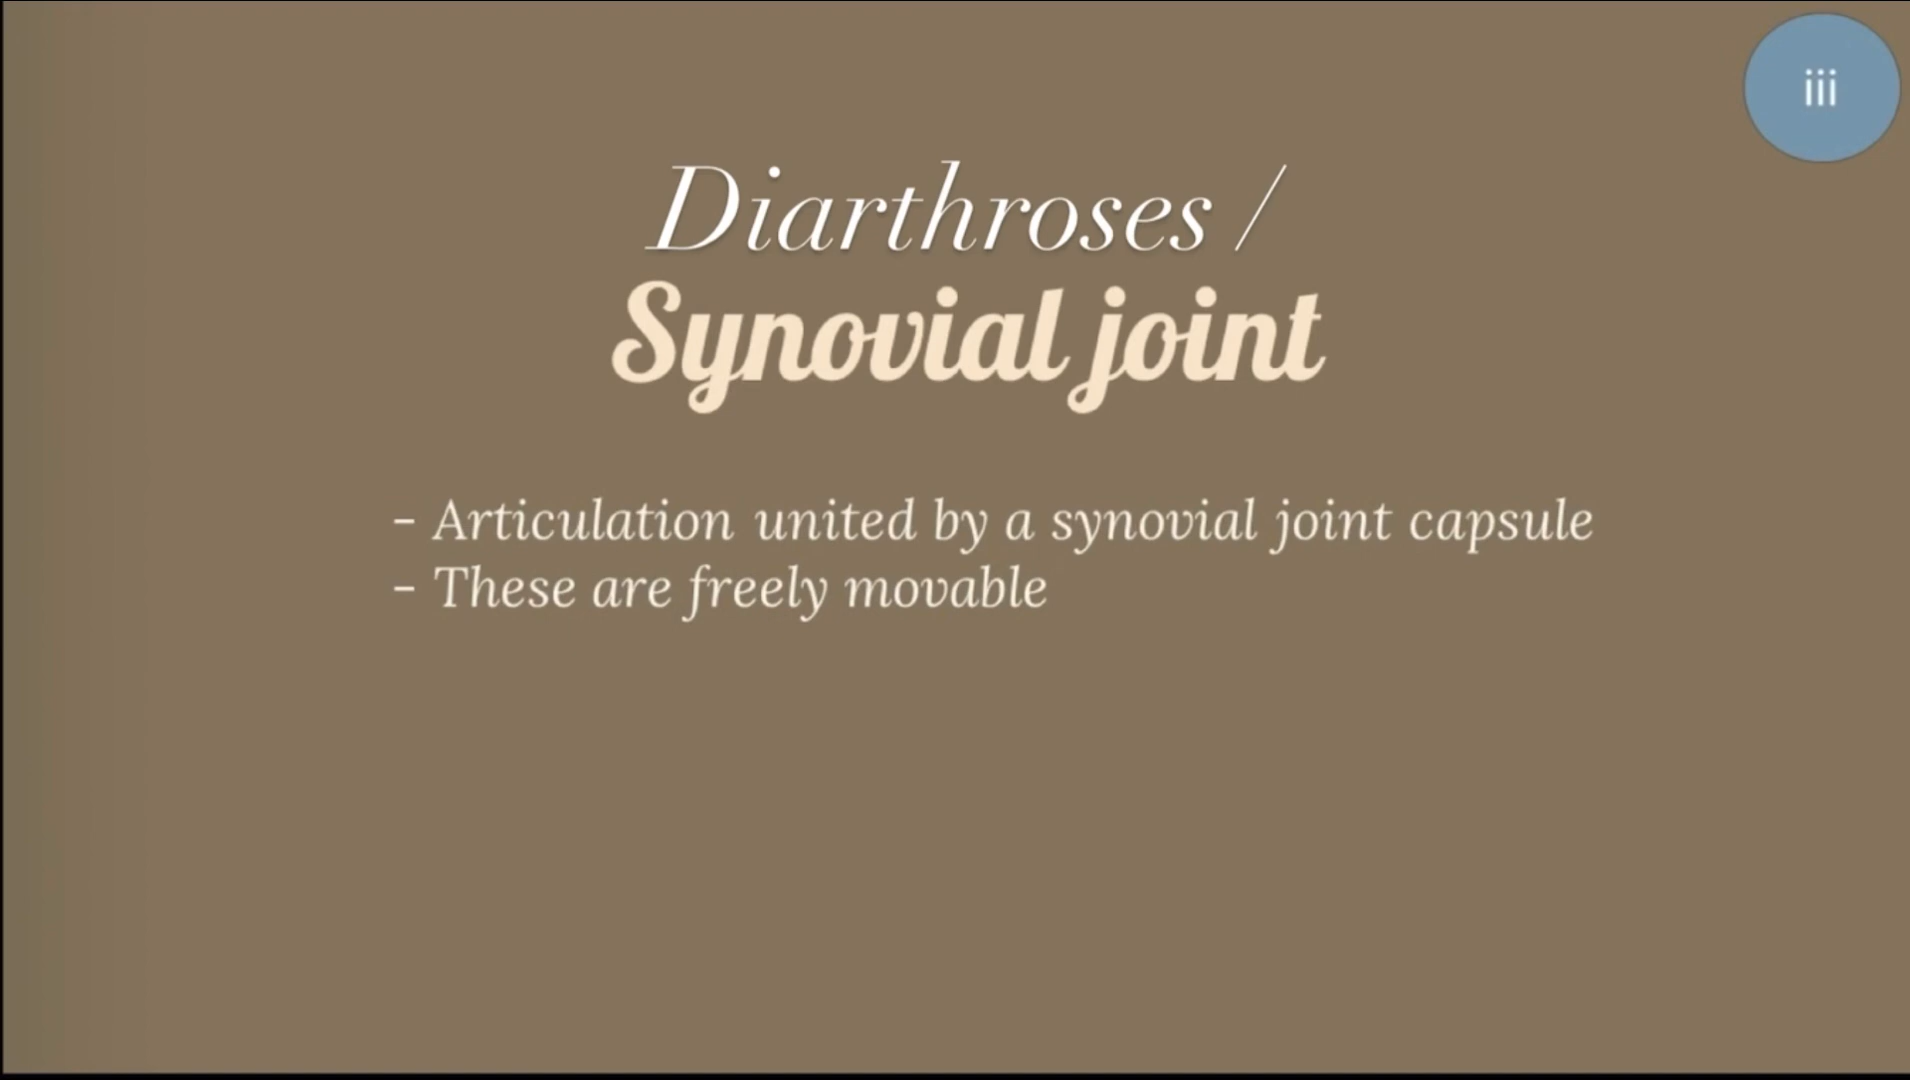 iii
Diarthroses /
Synovial joint
- Articulation united by a synovial joint capsule
- These are freely movable